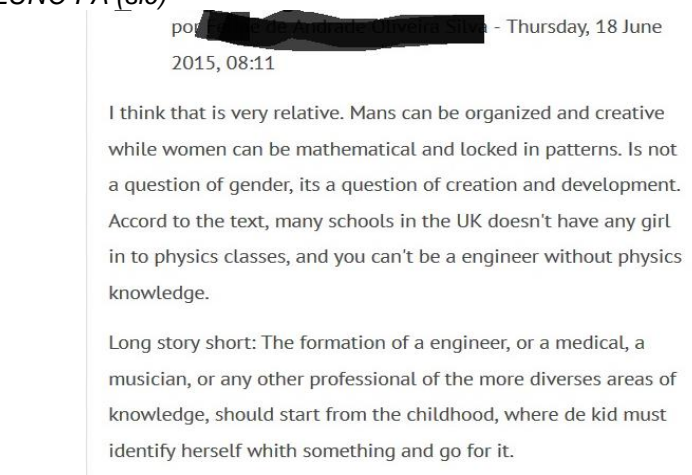 por - Thursday, 18 June
2015, 08:11
I think that is very relative. Mans can be organized and creative
while women can be mathematical and locked in patterns. Is not
a question of gender, its a question of creation and development.
Accord to the text, many schools in the UK doesn't have any girl
in to physics classes, and you can't be a engineer without physics
knowledge.
Long story short: The formation of a engineer, or a medical, a
musician, or any other professional of the more diverses areas of
knowledge, should start from the childhood, where de kid must
identify herself whith something and go for it.